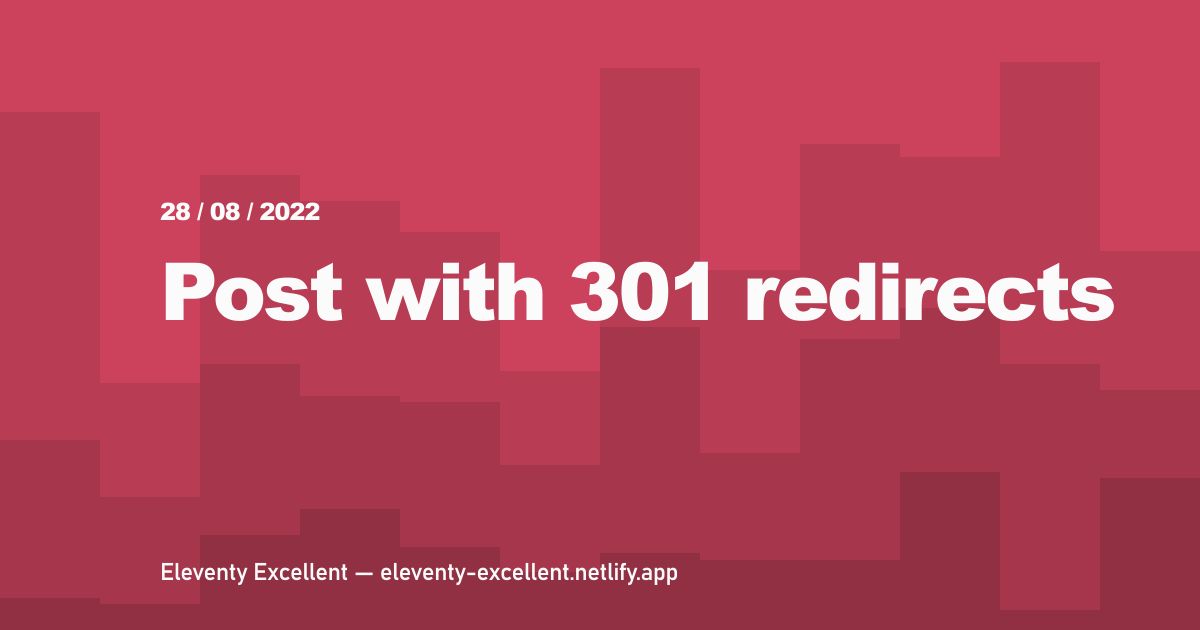 28 / 08 / 2022
Post with 301 redirects
Eleventy Excellent — eleventy-excellent.netlify.app